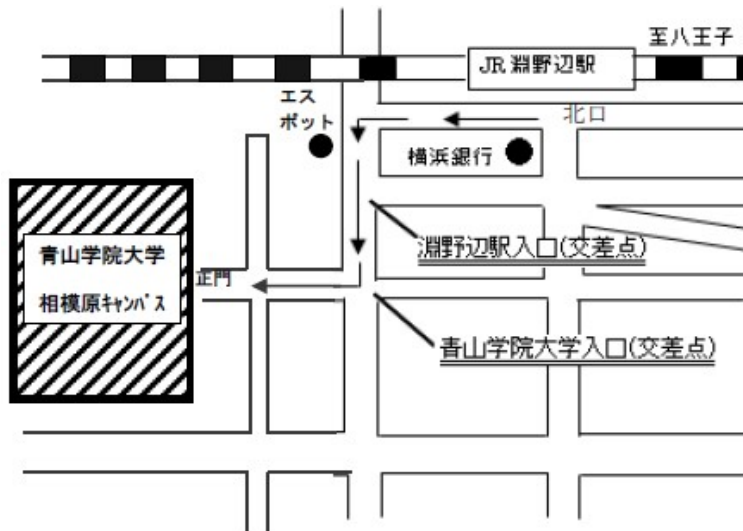 至八王子
JR 淵野辺駅
エス
ポット
北口
横浜銀行
淵野辺駅入口(交差点)
青山学院大学
相模原ｷｬﾝﾊﾟｽ
正門
青山学院大学入口(交差点)